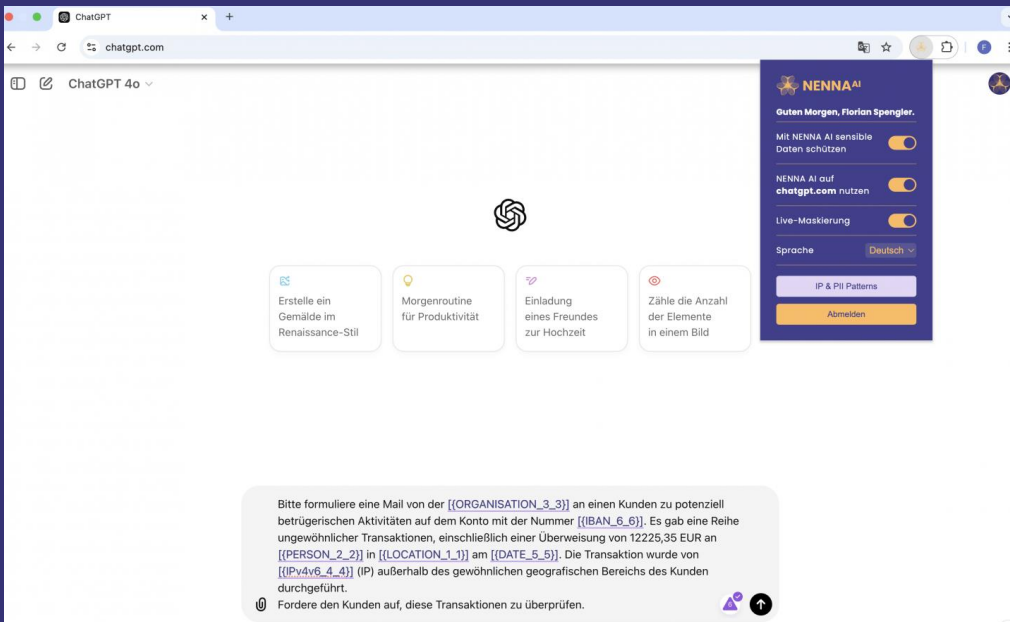 ChatGPT
chatgpt.com
F
ChatGPT 4o
NENNA AI
Guten Morgen, Florian Spengler.
Mit NENNA AI sensible
Daten schützen
NENNA AI auf
chatgpt.com nutzen
Live-Maskierung
Sprache Deutsch
IP & PII Patterns
Abmelden
Erstelle ein
Gemälde im
Renaissance-Stil
Morgenroutine
für Produktivität
Einladung
eines Freundes
zur Hochzeit
Zähle die Anzahl
der Elemente
in einem Bild
Bitte formuliere eine Mail von der [{ORGANISATION_3_3}] an einen Kunden zu potenziell
betrügerischen Aktivitäten auf dem Konto mit der Nummer [{IBAN_6_6}]. Es gab eine Reihe
ungewöhnlicher Transaktionen, einschließlich einer Überweisung von 12225,35 EUR an
[{PERSON_2_2}] in [{LOCATION_1_1}] am [{DATE_5_5}]. Die Transaktion wurde von
[{IPv4v6_4_4}] (IP) außerhalb des gewöhnlichen geografischen Bereichs des Kunden
durchgeführt.
Fordere den Kunden auf, diese Transaktionen zu überprüfen.